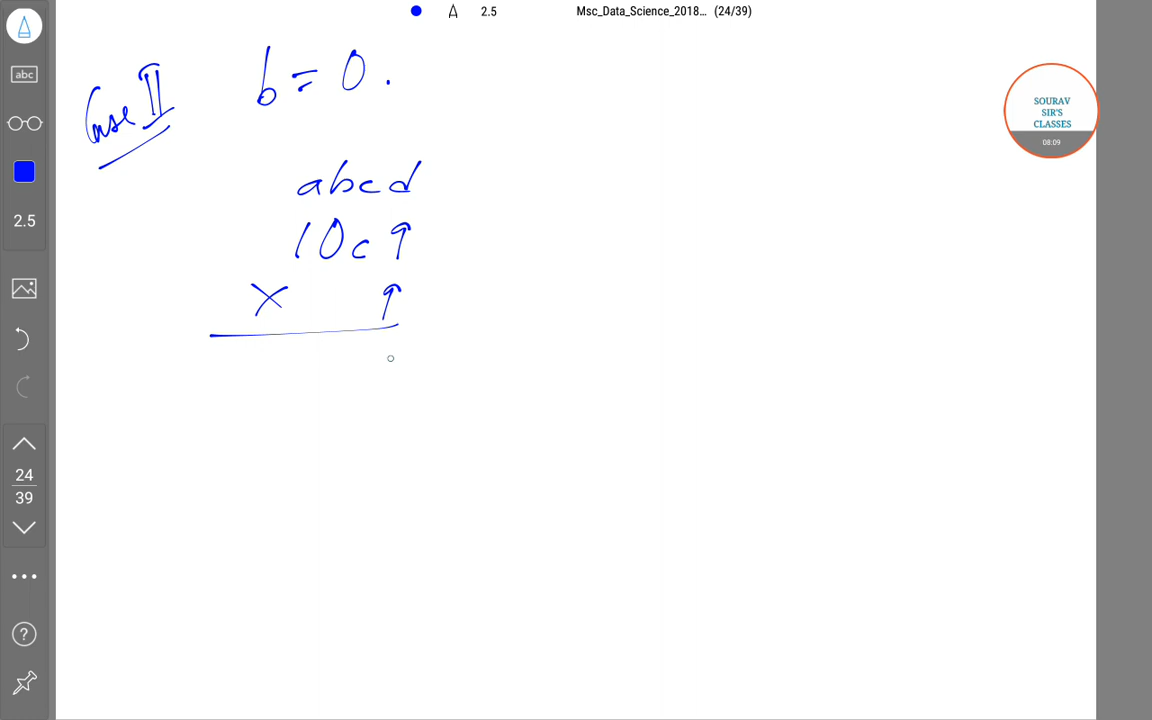 2.5 Msc_Data_Science_2018... (24/39)
abc
2.5
24
39
Case II b = 0.
abcd
10c9
× 9
SOURAV
SIR'S
CLASSES
08:09